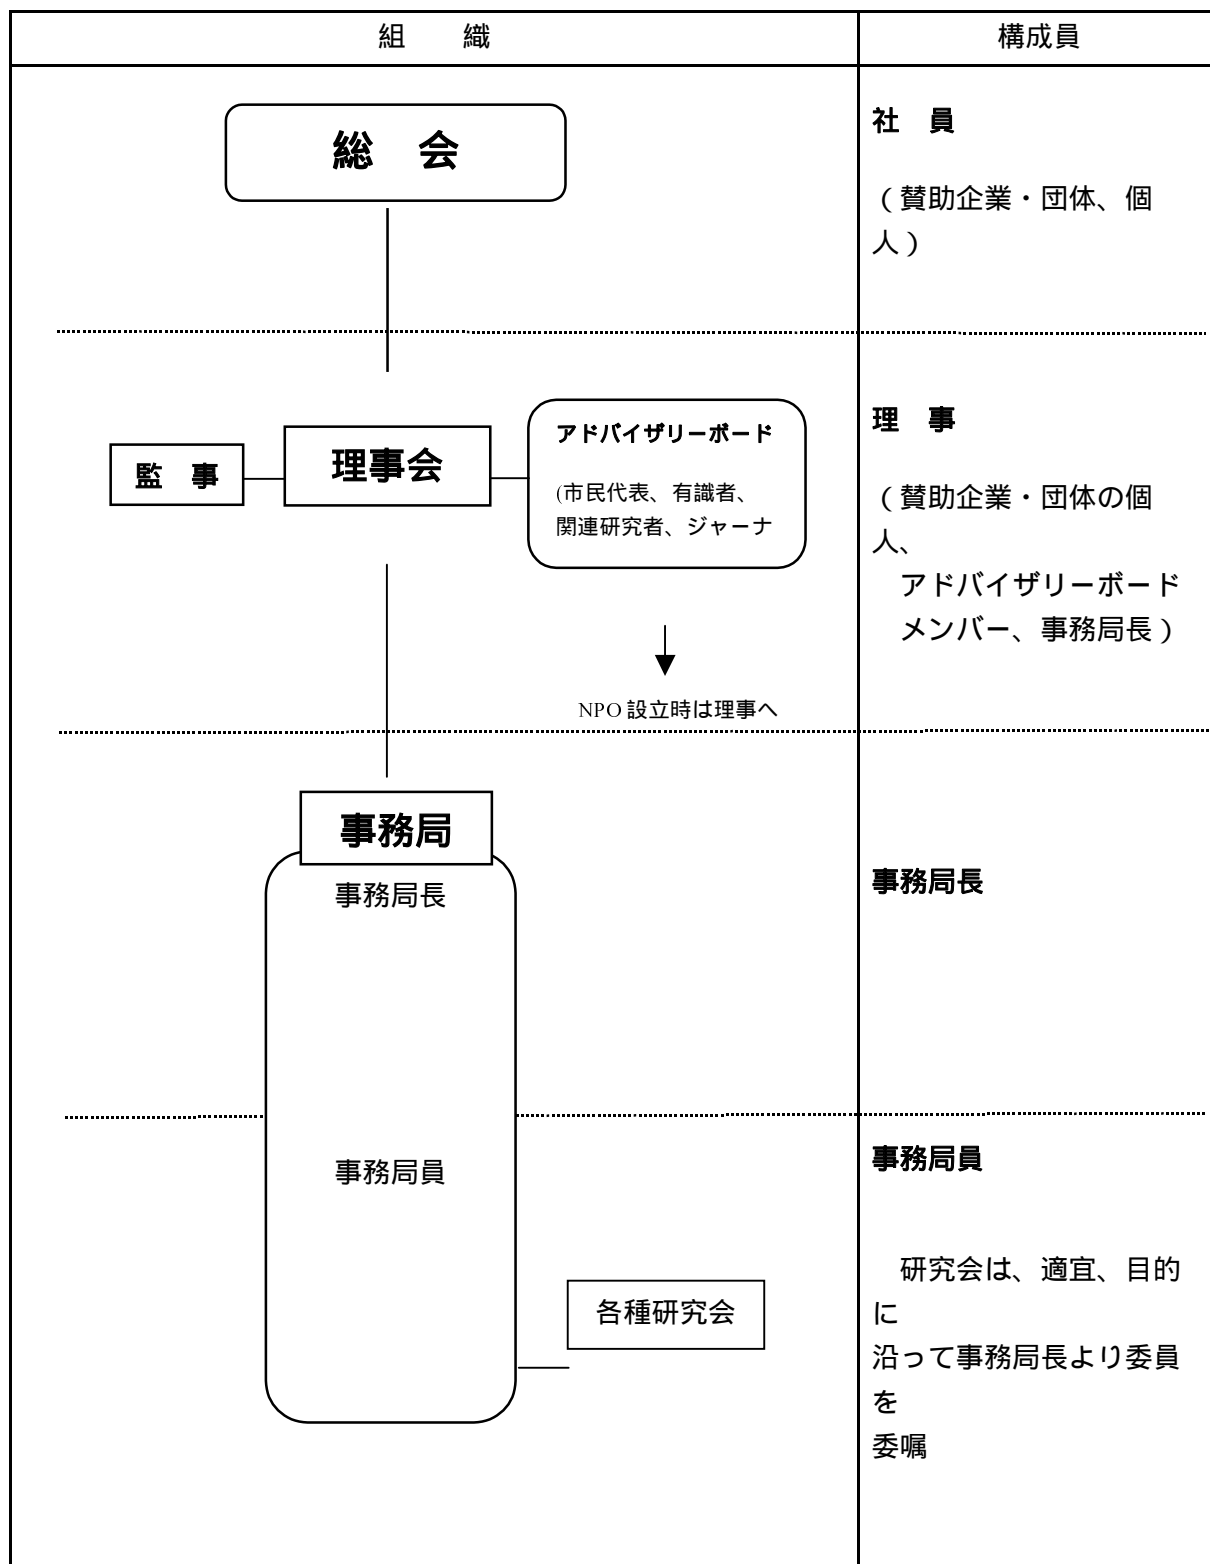 組　織
構成員
総　会
社　員
（賛助企業・団体、個
人）
監　事
理事会
アドバイザリーボード
(市民代表、有識者、
関連研究者、ジャーナ
NPO 設立時は理事へ
理　事
（賛助企業・団体の個
人、
アドバイザリーボード
メンバー、事務局長）
事務局
事務局長
事務局長
事務局員
各種研究会
事務局員
研究会は、適宜、目的
に
沿って事務局長より委員
を
委嘱